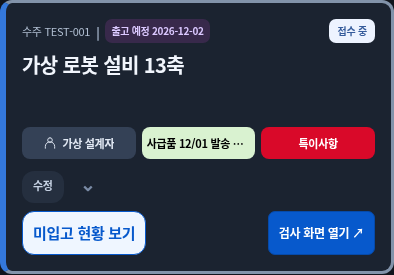 수주 TEST-001 | 출고 예정 2026-12-02 접수 중
가상 로봇 설비 13축
가상 설계자 사급품 12/01 발송 … 특이사항
수정
미입고 현황 보기 검사 화면 열기 ↗